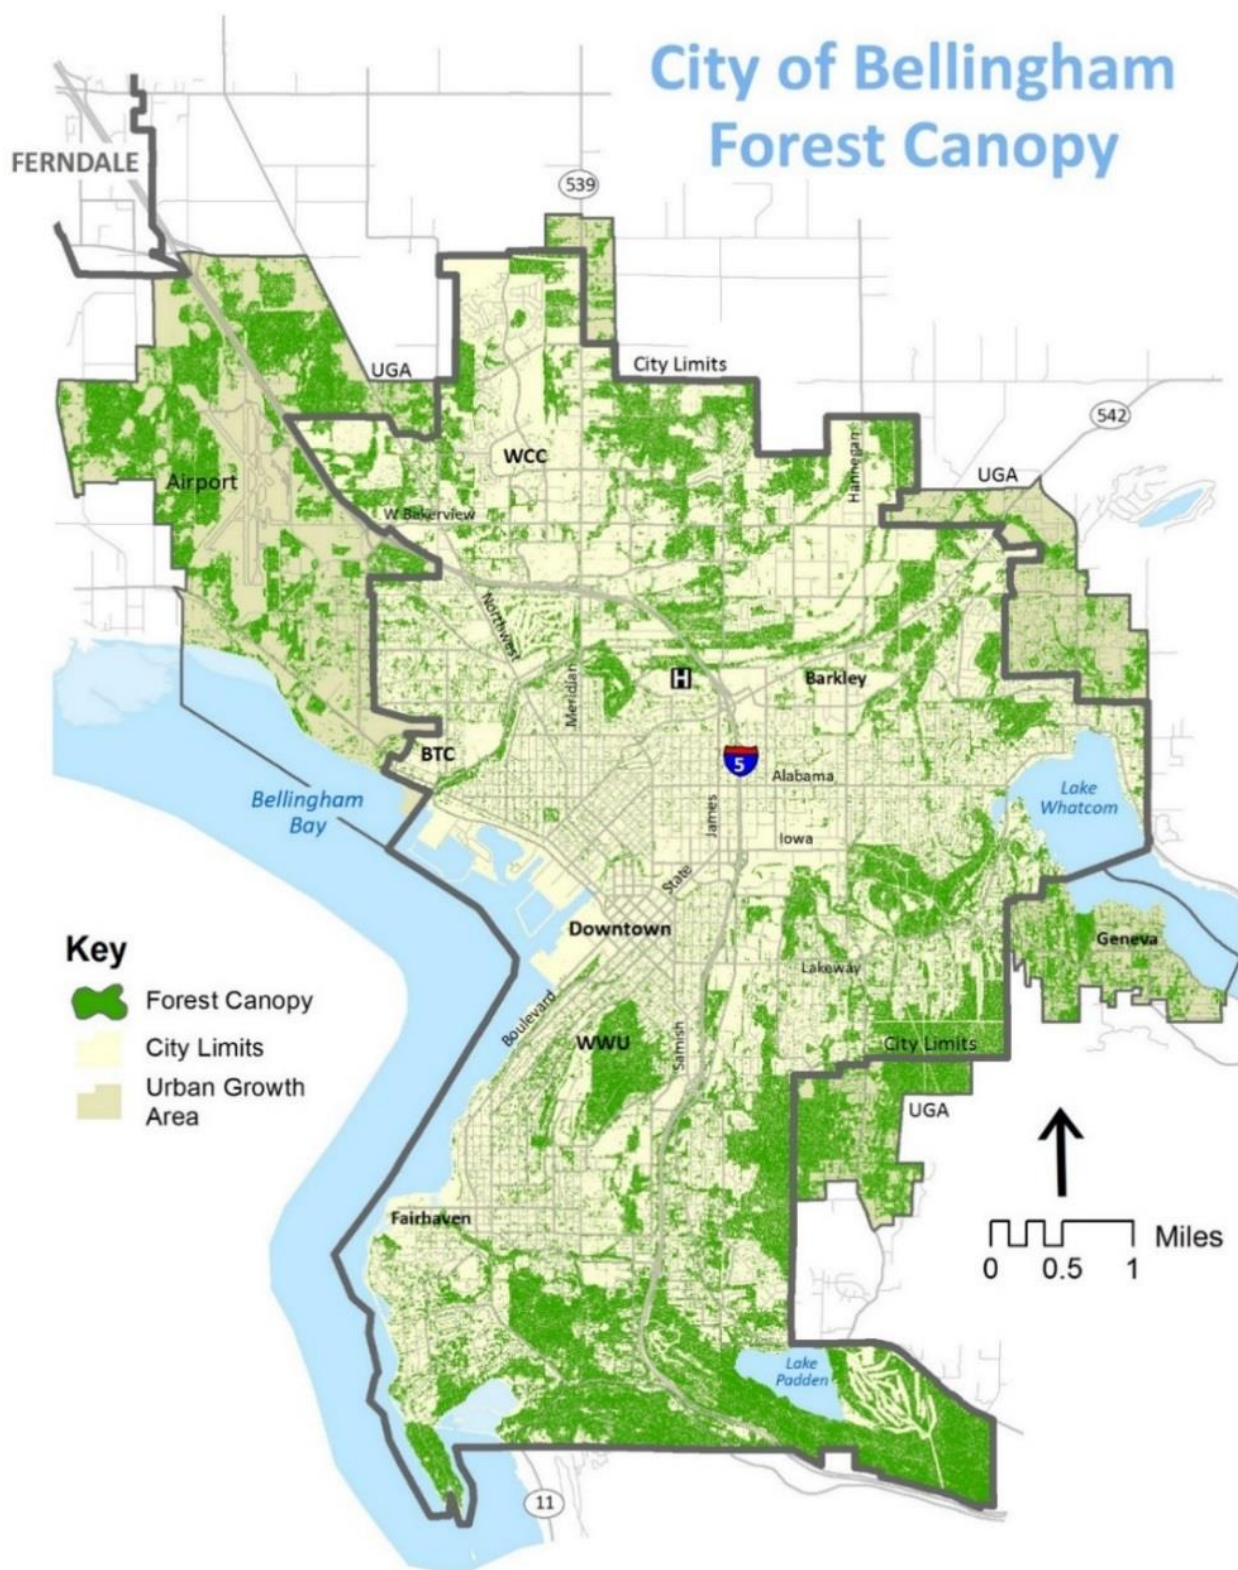 City of Bellingham
Forest Canopy
FERNDALE
539
UGA
City Limits
542
WCC
Hannegan
UGA
Airport
W Bakerview
Northwest
Meridian
H
Barkley
BTC
5
Alabama
Lake
Whatcom
Bellingham
Bay
James
Iowa
State
Downtown
Geneva
Lakeway
Key
Forest Canopy
City Limits
Urban Growth
Area
Boulevard
WWU
Samish
City Limits
UGA
Fairhaven
Miles
0 0.5 1
Lake
Padden
11